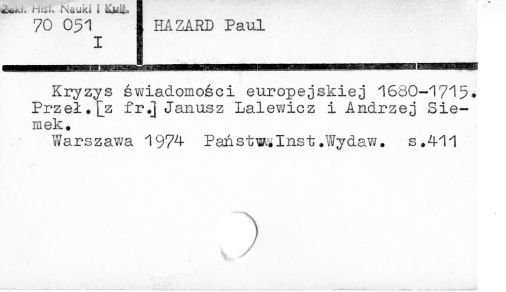 Zakł. Hist. Nauki i Kult.
70 051
I
HAZARD Paul
Kryzys świadomości europejskiej 1680-1715.
Przeł.[z fr.] Janusz Lalewicz i Andrzej Sie-
mek.
Warszawa 1974 Państw.Inst.Wydaw. s.411